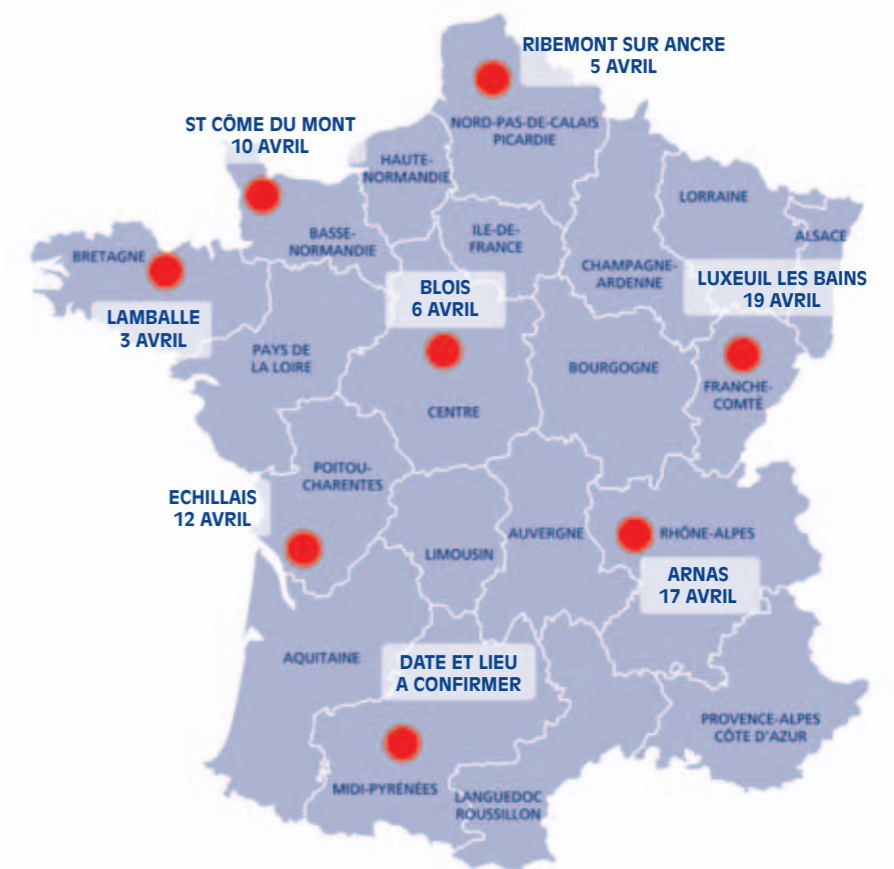 RIBEMONT SUR ANCRE
5 AVRIL
ST CÔME DU MONT
10 AVRIL
NORD-PAS-DE-CALAIS
PICARDIE
HAUTE-
NORMANDIE
LORRAINE
BASSE-
NORMANDIE
ILE-DE-
FRANCE
ALSACE
BRETAGNE
CHAMPAGNE-
ARDENNE
BLOIS
6 AVRIL
LUXEUIL LES BAINS
19 AVRIL
LAMBALLE
3 AVRIL
PAYS DE
LA LOIRE
BOURGOGNE
FRANCHE-
COMTÉ
CENTRE
POITOU-
CHARENTES
ECHILLAIS
12 AVRIL
LIMOUSIN
AUVERGNE
RHÔNE-ALPES
ARNAS
17 AVRIL
AQUITAINE
DATE ET LIEU
A CONFIRMER
PROVENCE-ALPES
CÔTE D'AZUR
MIDI-PYRÉNÉES
LANGUEDOC
ROUSSILLON